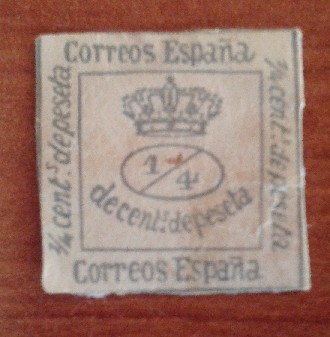 Correos España
¼ cent.s de peseta
¼ cent.s de peseta
1/4
de cent.s de peseta
Correos España